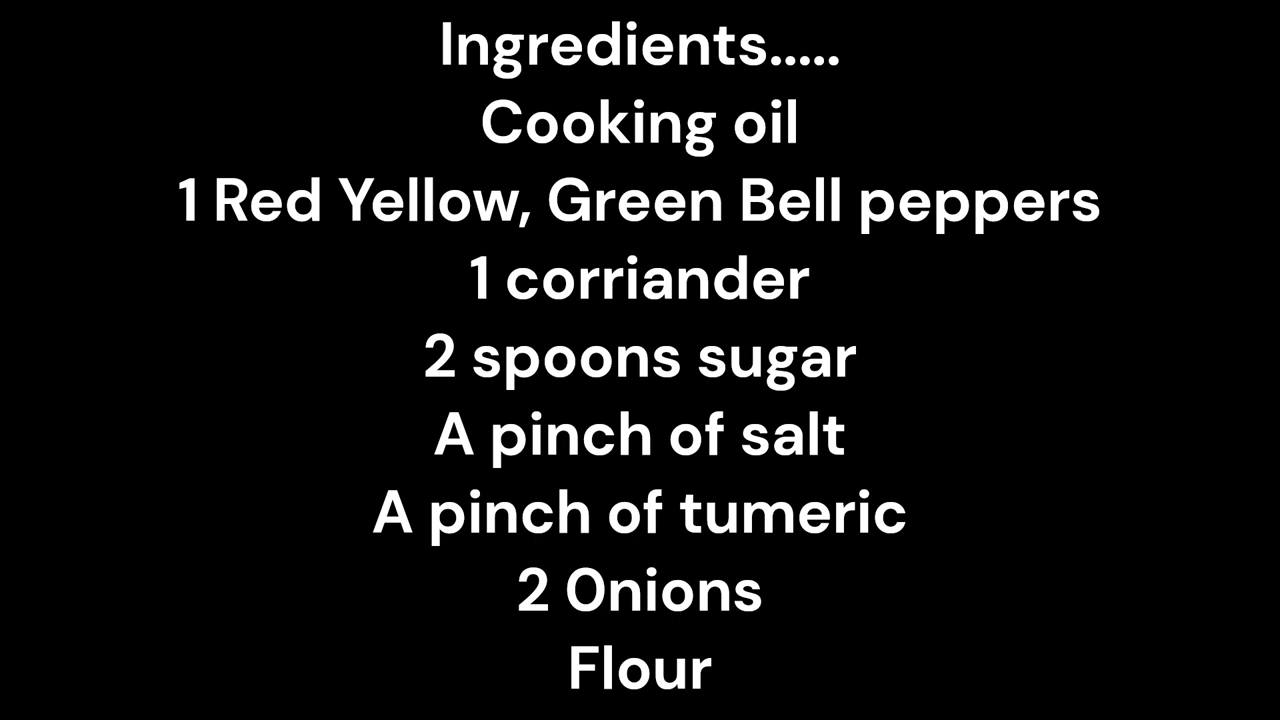 Ingredients.....
Cooking oil
1 Red Yellow, Green Bell peppers
1 corriander
2 spoons sugar
A pinch of salt
A pinch of tumeric
2 Onions
Flour